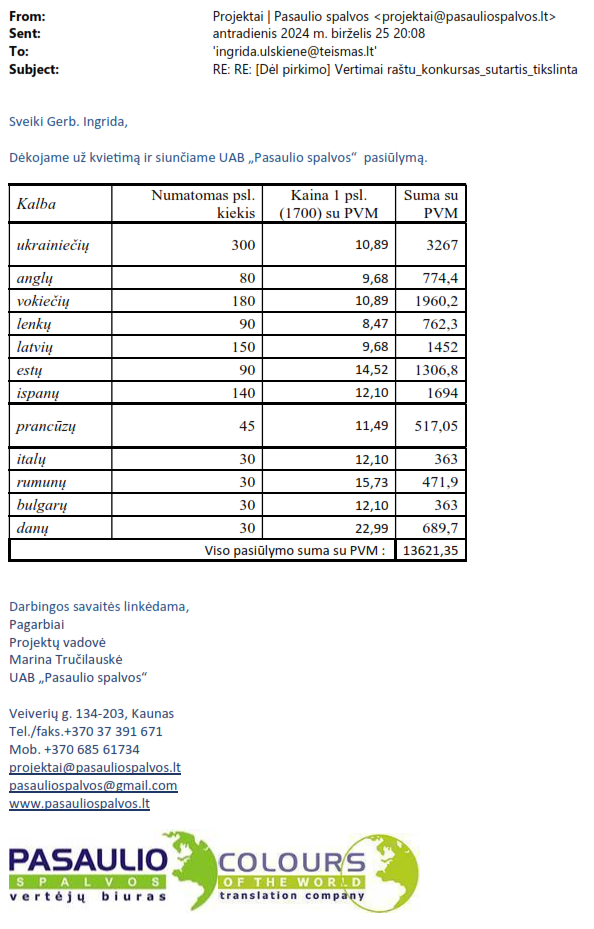 From: Projektai | Pasaulio spalvos <projektai@pasauliospalvos.lt>
Sent: antradienis 2024 m. birželis 25 20:08
To: 'ingrida.ulskiene@teismas.lt'
Subject: RE: RE: [Dėl pirkimo] Vertimai raštu_konkursas_sutartis_tikslinta
Sveiki Gerb. Ingrida,
Dėkojame už kvietimą ir siunčiame UAB „Pasaulio spalvos“ pasiūlymą.
Kalba Numatomas psl. kiekis Kaina 1 psl. (1700) su PVM Suma su PVM
ukrainiečių 300 10,89 3267
anglų 80 9,68 774,4
vokiečių 180 10,89 1960,2
lenkų 90 8,47 762,3
latvių 150 9,68 1452
estų 90 14,52 1306,8
ispanų 140 12,10 1694
prancūzų 45 11,49 517,05
italų 30 12,10 363
rumunų 30 15,73 471,9
bulgarų 30 12,10 363
danų 30 22,99 689,7
Viso pasiūlymo suma su PVM : 13621,35
Darbingos savaitės linkėdama,
Pagarbiai
Projektų vadovė
Marina Tručilauskė
UAB „Pasaulio spalvos“
Veiverių g. 134-203, Kaunas
Tel./faks.+370 37 391 671
Mob. +370 685 61734
projektai@pasauliospalvos.lt
pasauliospalvos@gmail.com
www.pasauliospalvos.lt
PASAULIO COLOURS
SPALVOS OF THE WORLD
vertėjų biuras translation company